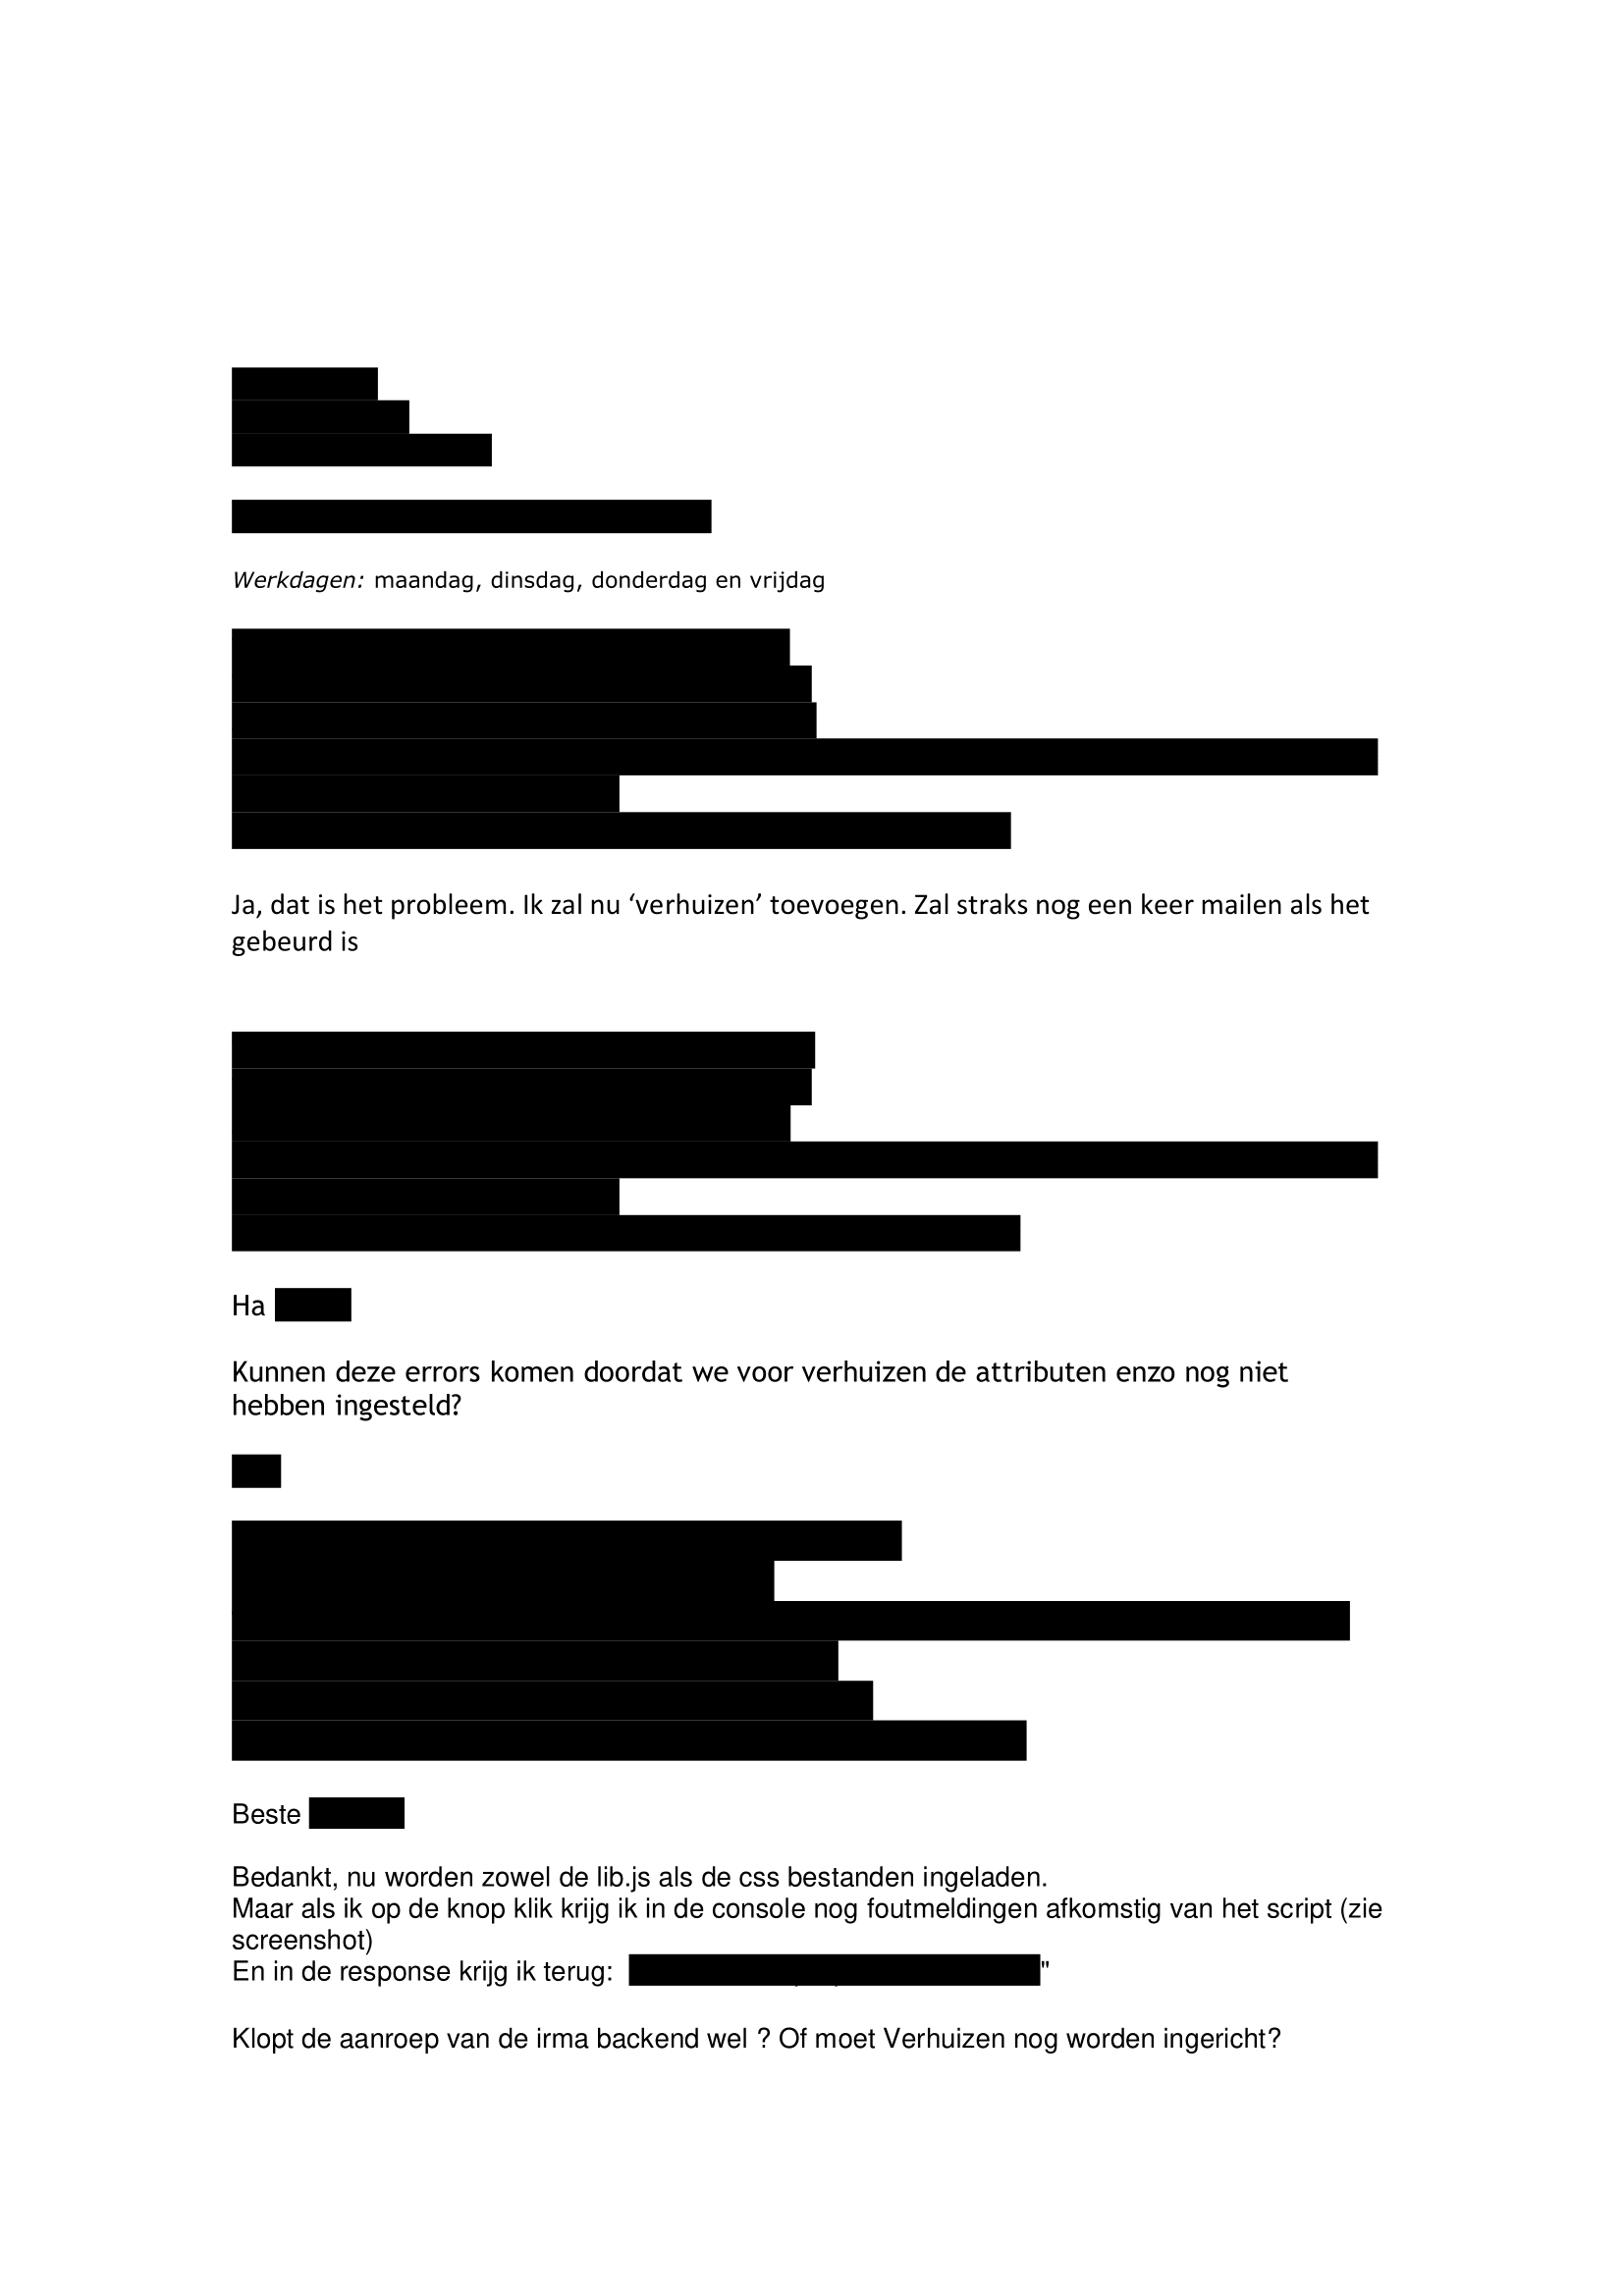 Werkdagen: maandag, dinsdag, donderdag en vrijdag
Ja, dat is het probleem. Ik zal nu ‘verhuizen’ toevoegen. Zal straks nog een keer mailen als het
gebeurd is
Ha
Kunnen deze errors komen doordat we voor verhuizen de attributen enzo nog niet
hebben ingesteld?
Beste
Bedankt, nu worden zowel de lib.js als de css bestanden ingeladen.
Maar als ik op de knop klik krijg ik in de console nog foutmeldingen afkomstig van het script (zie
screenshot)
En in de response krijg ik terug: "
Klopt de aanroep van de irma backend wel ? Of moet Verhuizen nog worden ingericht?